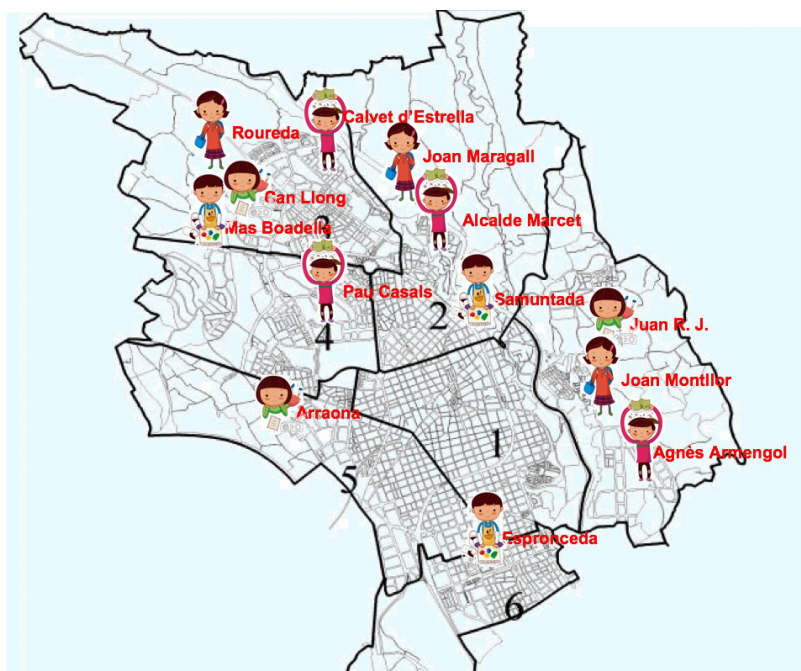 Calvet d'Estrella
Roureda
Joan Maragall
Can Llong
Alcalde Marcet
Mas Boadella
3
Pau Casals
Samuntada
2
Juan R. J.
4
Joan Montllor
Arraona
1
Agnès Armengol
5
Espronceda
6